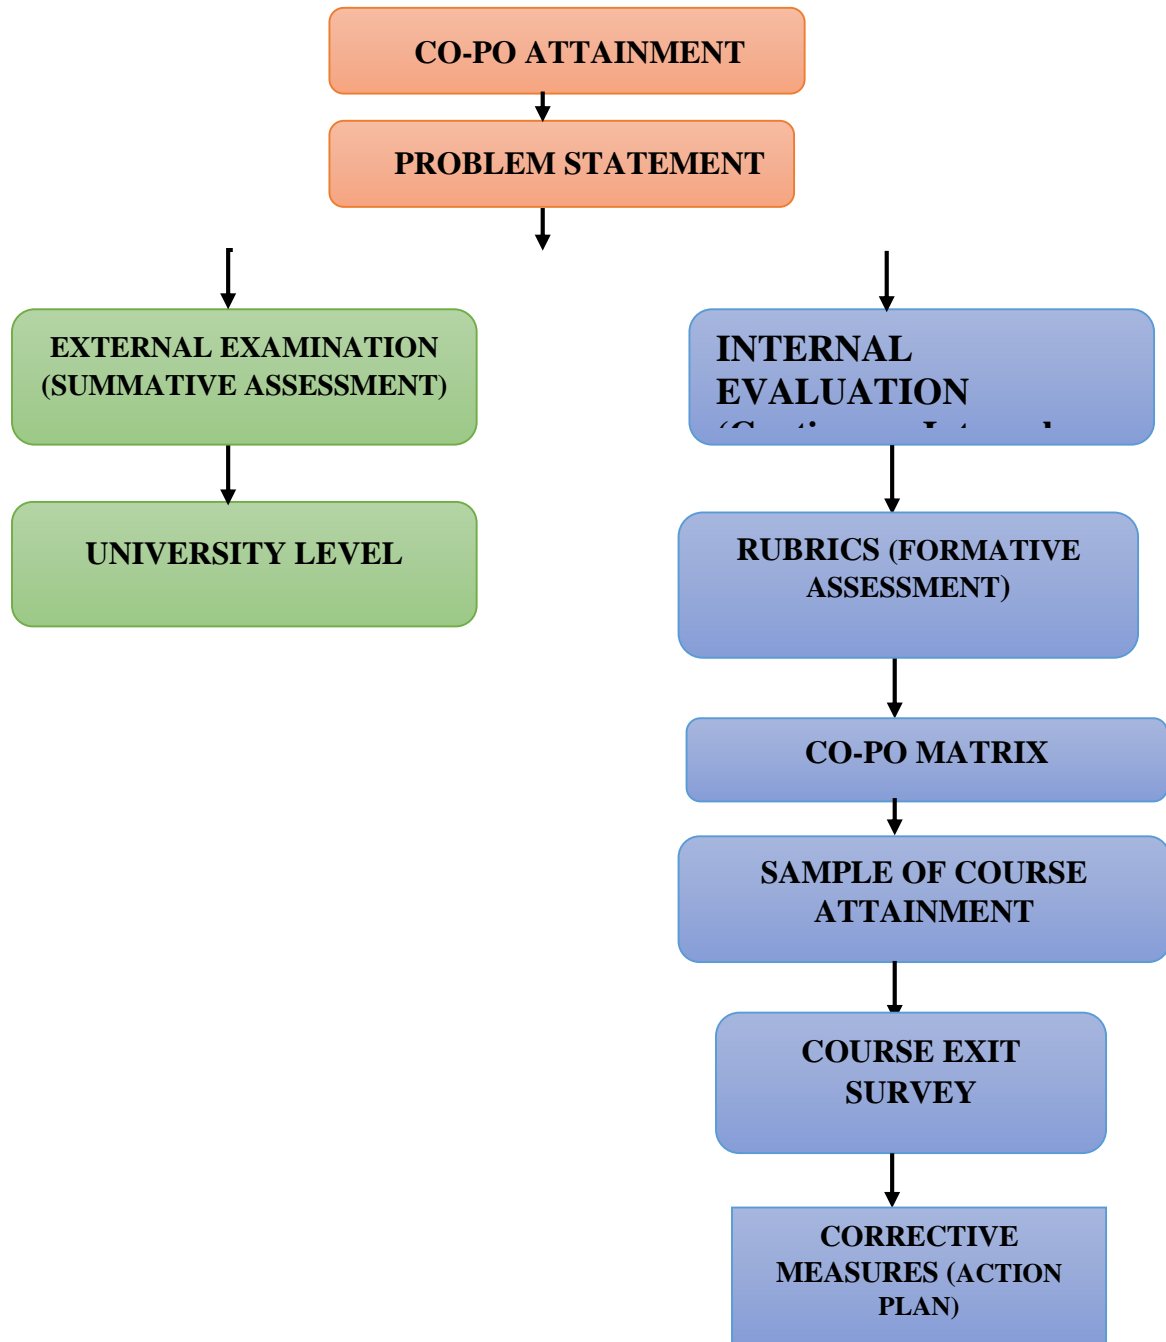 CO-PO ATTAINMENT
PROBLEM STATEMENT
EXTERNAL EXAMINATION
(SUMMATIVE ASSESSMENT)
UNIVERSITY LEVEL
INTERNAL
EVALUATION
RUBRICS (FORMATIVE
ASSESSMENT)
CO-PO MATRIX
SAMPLE OF COURSE
ATTAINMENT
COURSE EXIT
SURVEY
CORRECTIVE
MEASURES (ACTION
PLAN)